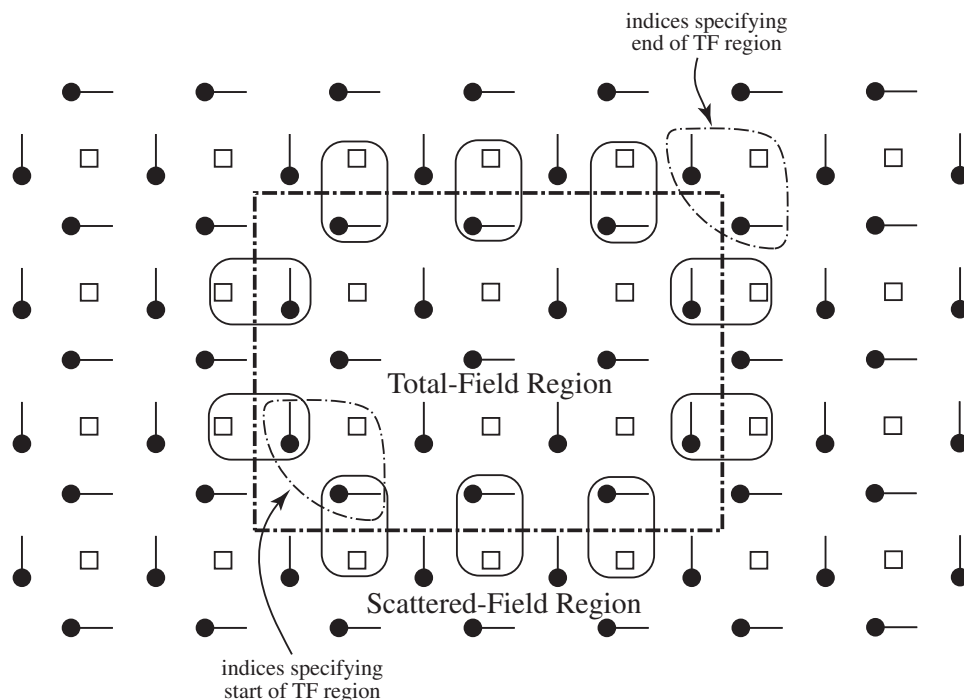 indices specifying
end of TF region
Total-Field Region
Scattered-Field Region
indices specifying
start of TF region